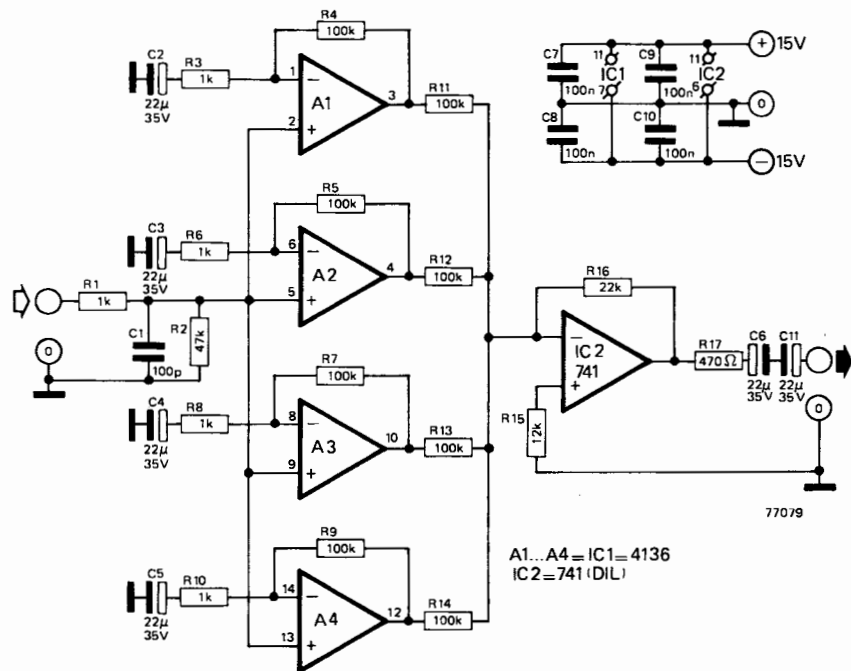 R4
100k
C2
22µ
35V
R3
1k
1
−
A1
2
+
3
R11
100k
C7
100n
11
IC1
7
C9
100n
11
IC2
6
+
15V
0
C8
100n
C10
100n
−
15V
R5
100k
C3
22µ
35V
R6
1k
6
−
A2
5
+
4
R12
100k
R1
1k
0
C1
100p
R2
47k
R16
22k
−
IC 2
741
+
R17
470 Ω
C6
22µ
35V
C11
22µ
35V
0
R15
12k
R7
100k
C4
22µ
35V
R8
1k
8
−
A3
9
+
10
R13
100k
77079
R9
100k
C5
22µ
35V
R10
1k
14
−
A4
13
+
12
R14
100k
A1...A4 = IC1 = 4136
IC2 = 741 (DIL)